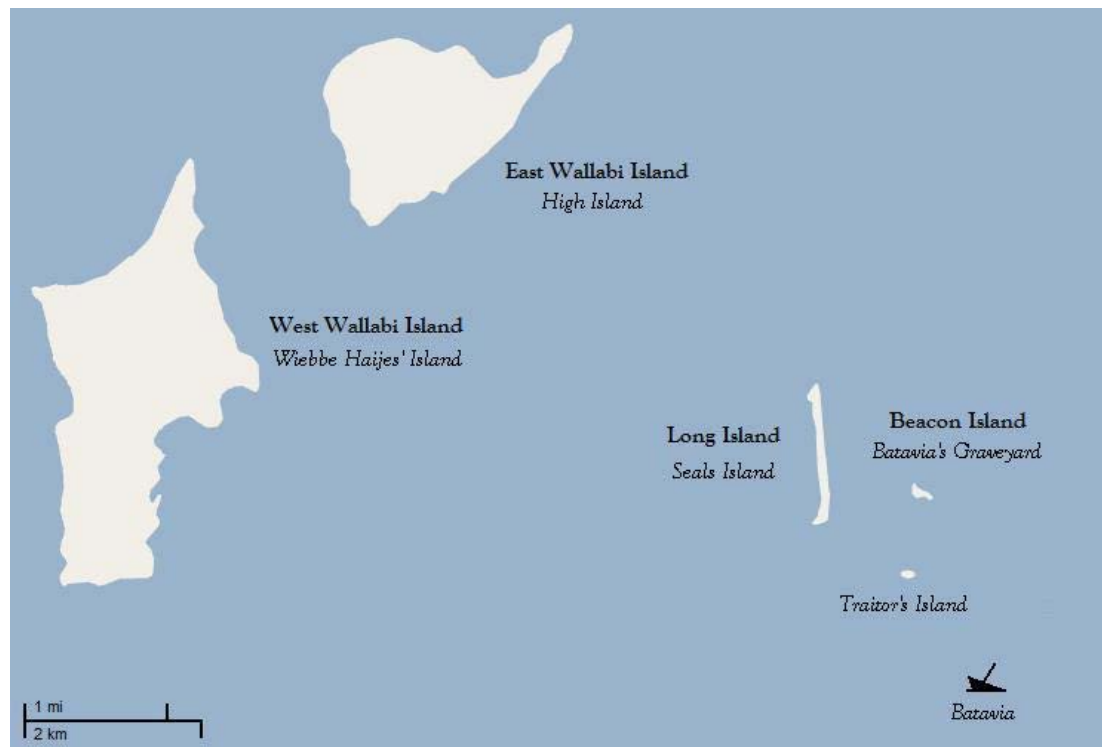 East Wallabi Island
High Island
West Wallabi Island
Wiebbe Haijes' Island
Long Island
Seals Island
Beacon Island
Batavia's Graveyard
Traitor's Island
Batavia
1 mi
2 km